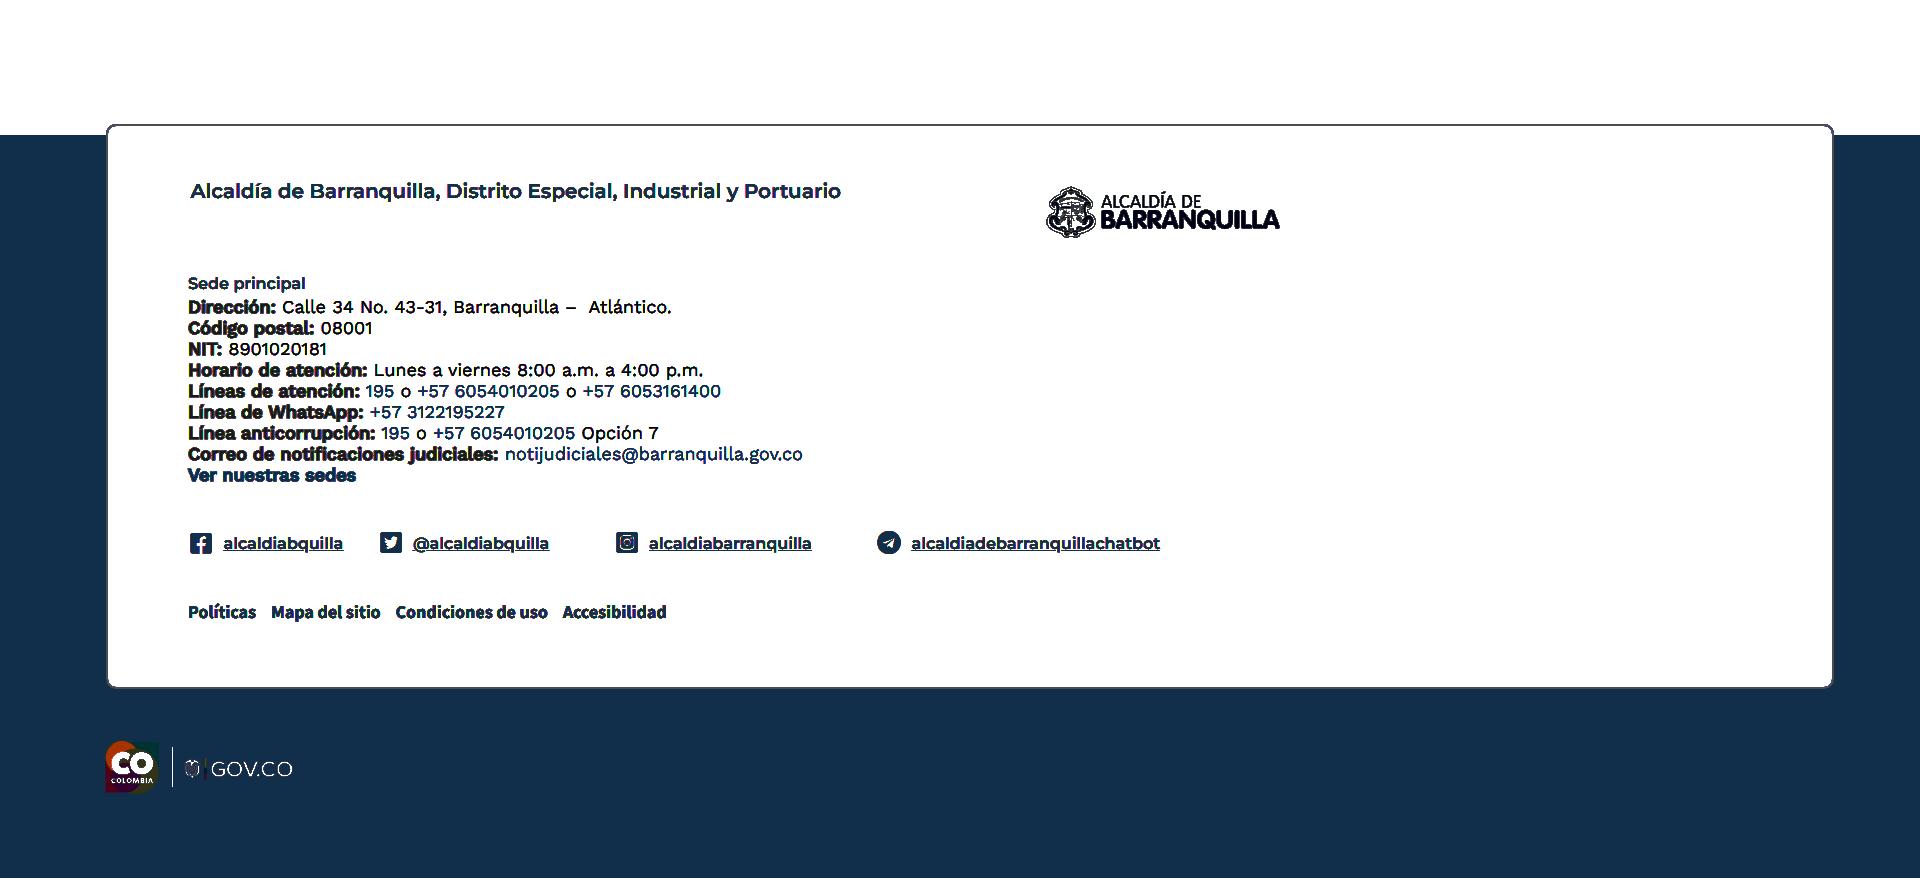 Alcaldía de Barranquilla, Distrito Especial, Industrial y Portuario
ALCALDÍA DE
BARRANQUILLA
Sede principal
Dirección: Calle 34 No. 43-31, Barranquilla – Atlántico.
Código postal: 08001
NIT: 8901020181
Horario de atención: Lunes a viernes 8:00 a.m. a 4:00 p.m.
Líneas de atención: 195 o +57 6054010205 o +57 6053161400
Línea de WhatsApp: +57 3122195227
Línea anticorrupción: 195 o +57 6054010205 Opción 7
Correo de notificaciones judiciales: notijudiciales@barranquilla.gov.co
Ver nuestras sedes
alcaldiabquilla @alcaldiabquilla alcaldiabarranquilla alcaldiadebarranquillachatbot
Políticas Mapa del sitio Condiciones de uso Accesibilidad
CO
COLOMBIA
GOV.CO